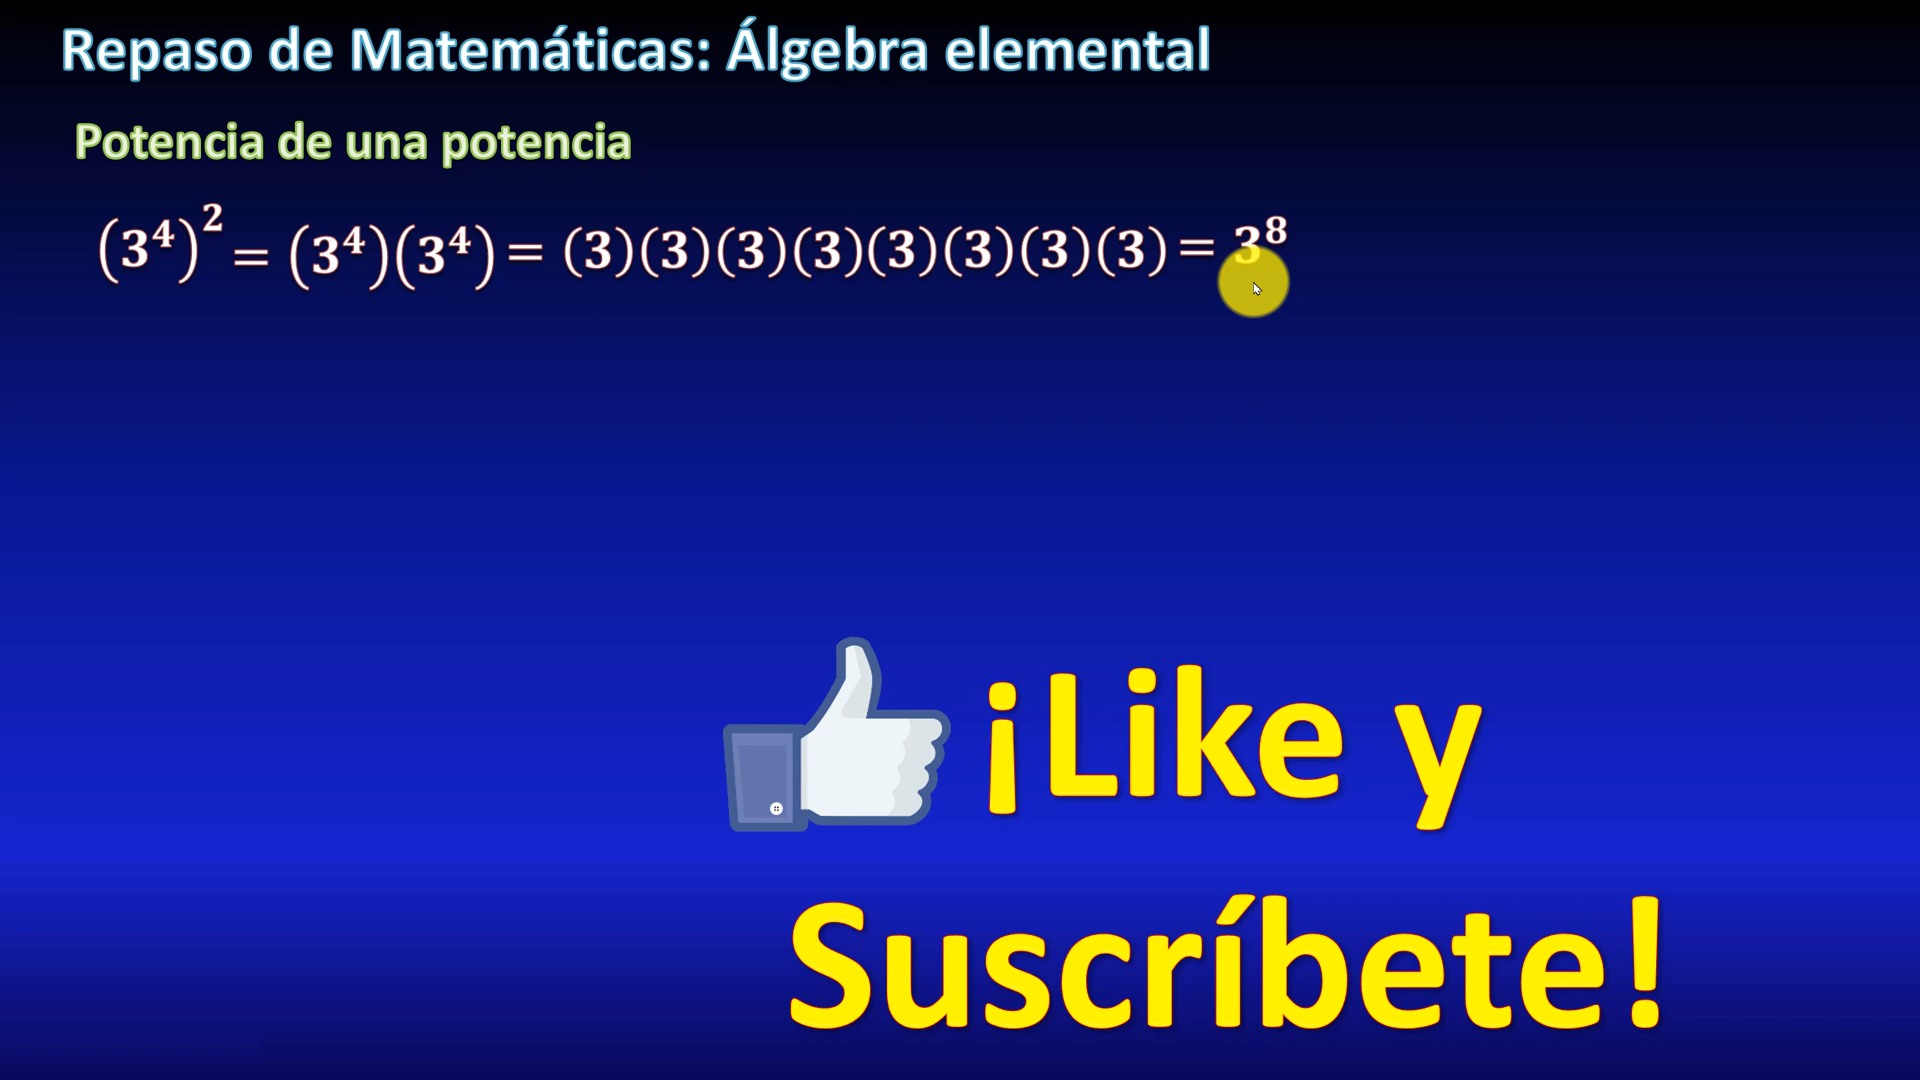 Repaso de Matemáticas: Álgebra elemental
Potencia de una potencia
(3⁴)² = (3⁴)(3⁴) = (3)(3)(3)(3)(3)(3)(3)(3) = 3⁸
¡Like y
Suscríbete!